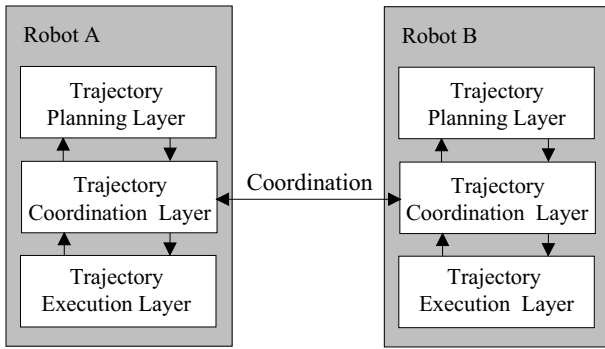 Robot A
Trajectory
Planning Layer
Trajectory
Coordination Layer
Trajectory
Execution Layer
Coordination
Robot B
Trajectory
Planning Layer
Trajectory
Coordination Layer
Trajectory
Execution Layer